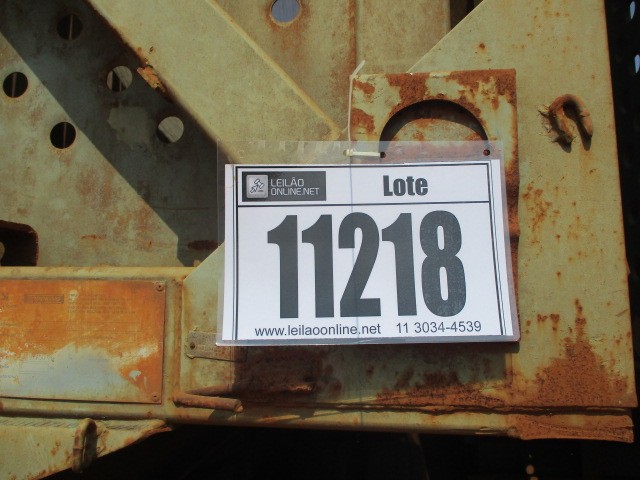 LEILÃO
ONLINE.NET
Lote
11218
www.leilaoonline.net 11 3034-4539